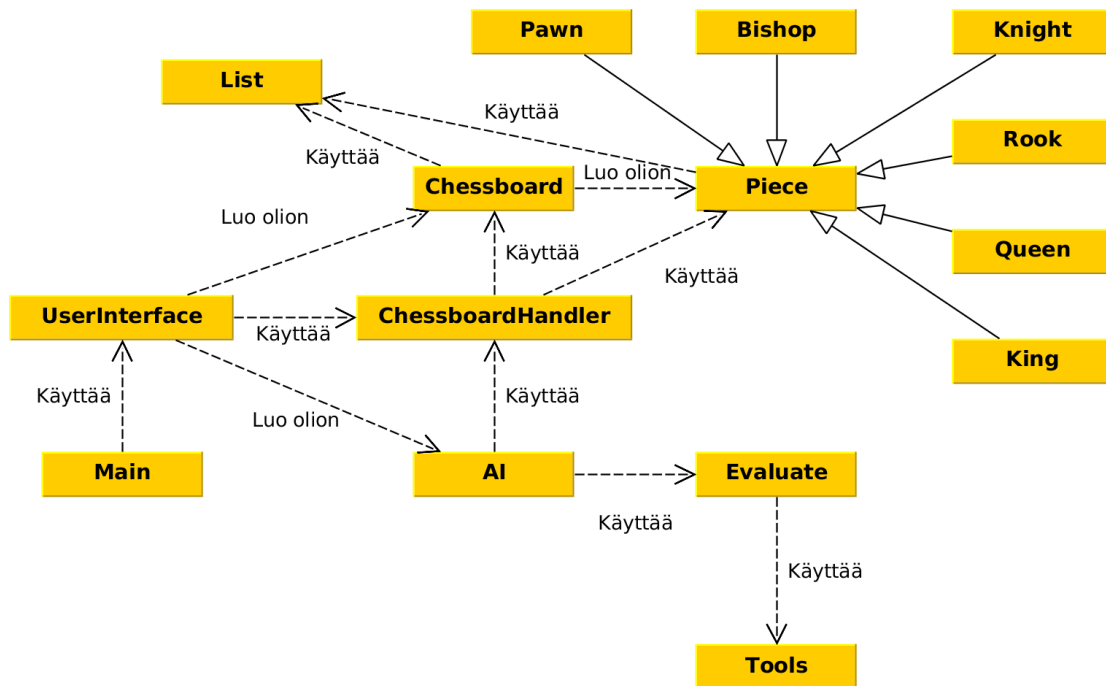 Pawn
Bishop
Knight
List
Käyttää
Rook
Käyttää
Chessboard
Luo olion
Piece
Luo olion
Käyttää
Queen
Käyttää
UserInterface
Käyttää
ChessboardHandler
King
Käyttää
Käyttää
Luo olion
Main
AI
Evaluate
Käyttää
Käyttää
Tools